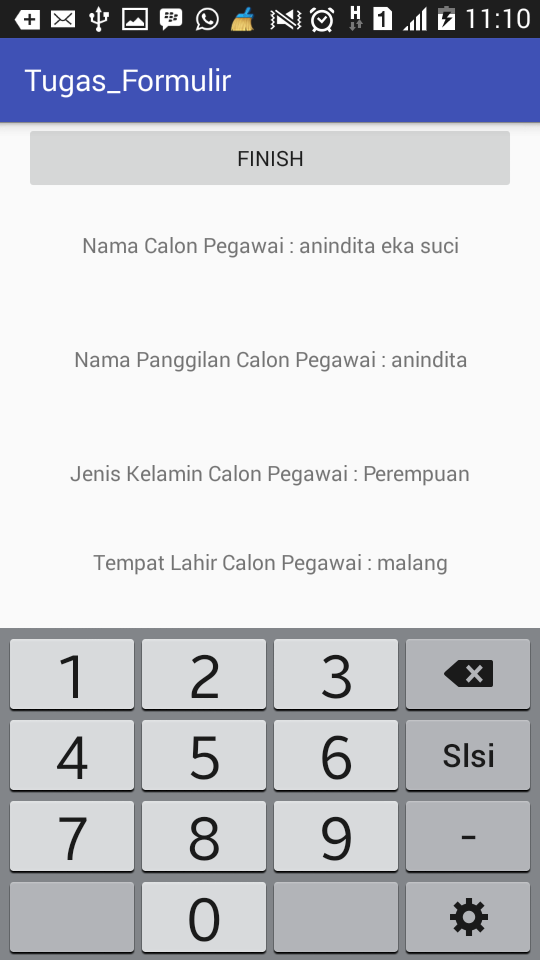 H 1 11:10
Tugas_Formulir
FINISH
Nama Calon Pegawai : anindita eka suci
Nama Panggilan Calon Pegawai : anindita
Jenis Kelamin Calon Pegawai : Perempuan
Tempat Lahir Calon Pegawai : malang
1 2 3
4 5 6 Slsi
7 8 9 -
0